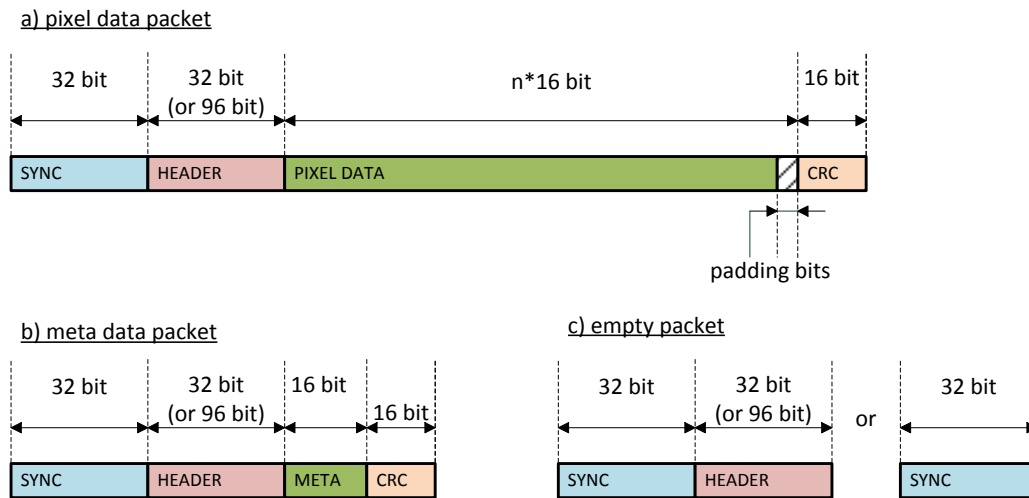 a) pixel data packet
32 bit
32 bit
(or 96 bit)
n*16 bit
16 bit
SYNC
HEADER
PIXEL DATA
CRC
padding bits
b) meta data packet
32 bit
32 bit
(or 96 bit)
16 bit
16 bit
SYNC
HEADER
META
CRC
c) empty packet
32 bit
32 bit
(or 96 bit)
or
32 bit
SYNC
HEADER
SYNC